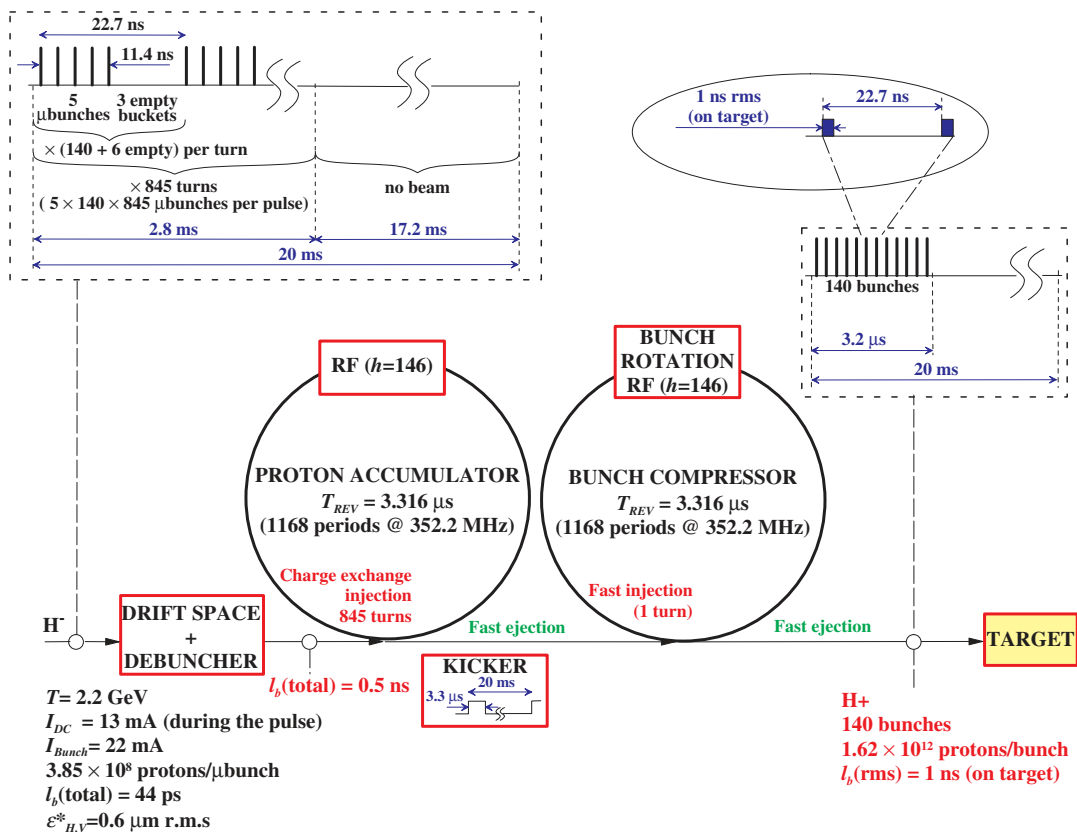 22.7 ns
11.4 ns
5
µbunches
3 empty
buckets
× (140 + 6 empty) per turn
× 845 turns
( 5 × 140 × 845 µbunches per pulse)
no beam
2.8 ms
17.2 ms
20 ms
1 ns rms
(on target)
22.7 ns
140 bunches
3.2 µs
20 ms
RF (h=146)
BUNCH
ROTATION
RF (h=146)
PROTON ACCUMULATOR
T_REV = 3.316 µs
(1168 periods @ 352.2 MHz)
BUNCH COMPRESSOR
T_REV = 3.316 µs
(1168 periods @ 352.2 MHz)
Charge exchange
injection
845 turns
Fast injection
(1 turn)
H⁻
DRIFT SPACE
+
DEBUNCHER
Fast ejection
Fast ejection
TARGET
l_b(total) = 0.5 ns
KICKER
20 ms
3.3 µs
T= 2.2 GeV
I_DC = 13 mA (during the pulse)
I_Bunch= 22 mA
3.85 × 10⁸ protons/µbunch
l_b(total) = 44 ps
ε*_H,V=0.6 µm r.m.s
H+
140 bunches
1.62 × 10¹² protons/bunch
l_b(rms) = 1 ns (on target)